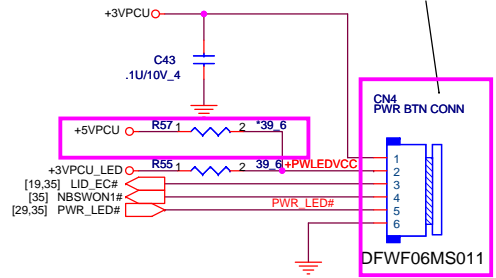 +3VPCU
C43
.1U/10V_4
CN4
PWR BTN CONN
+5VPCU R57 1 2 *39_6
+3VPCU_LED R55 1 2 39_6 +PWLEDVCC
[19,35] LID_EC#
[35] NBSWON1#
[29,35] PWR_LED# PWR_LED#
1
2
3
4
5
6
DFWF06MS011